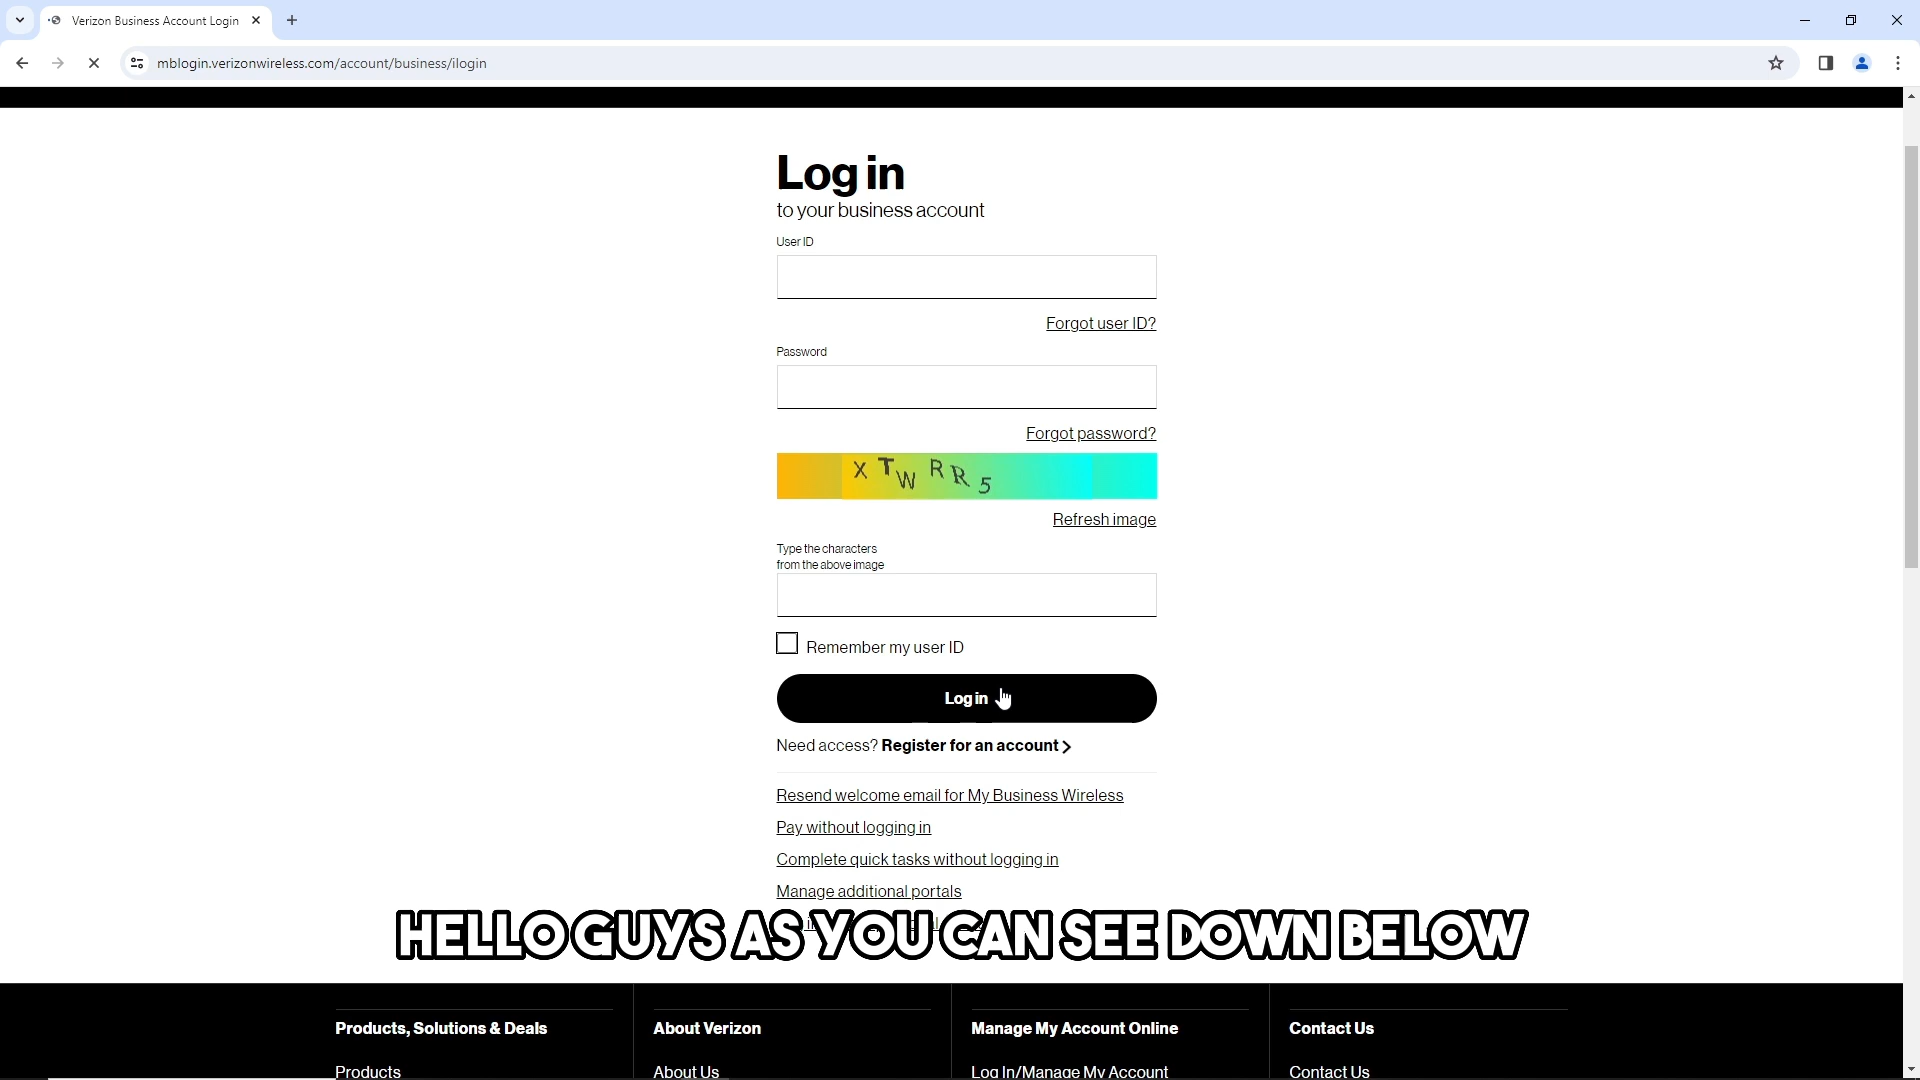 Verizon Business Account Login
mblogin.verizonwireless.com/account/business/ilogin
Log in
to your business account
User ID
Forgot user ID?
Password
Forgot password?
XTWRR5
Refresh image
Type the characters
from the above image
Remember my user ID
Log in
Need access? Register for an account
Resend welcome email for My Business Wireless
Pay without logging in
Complete quick tasks without logging in
Manage additional portals
HELLO GUYS AS YOU CAN SEE DOWN BELOW
Products, Solutions & Deals
About Verizon
Manage My Account Online
Contact Us
Products
About Us
Log In/Manage My Account
Contact Us